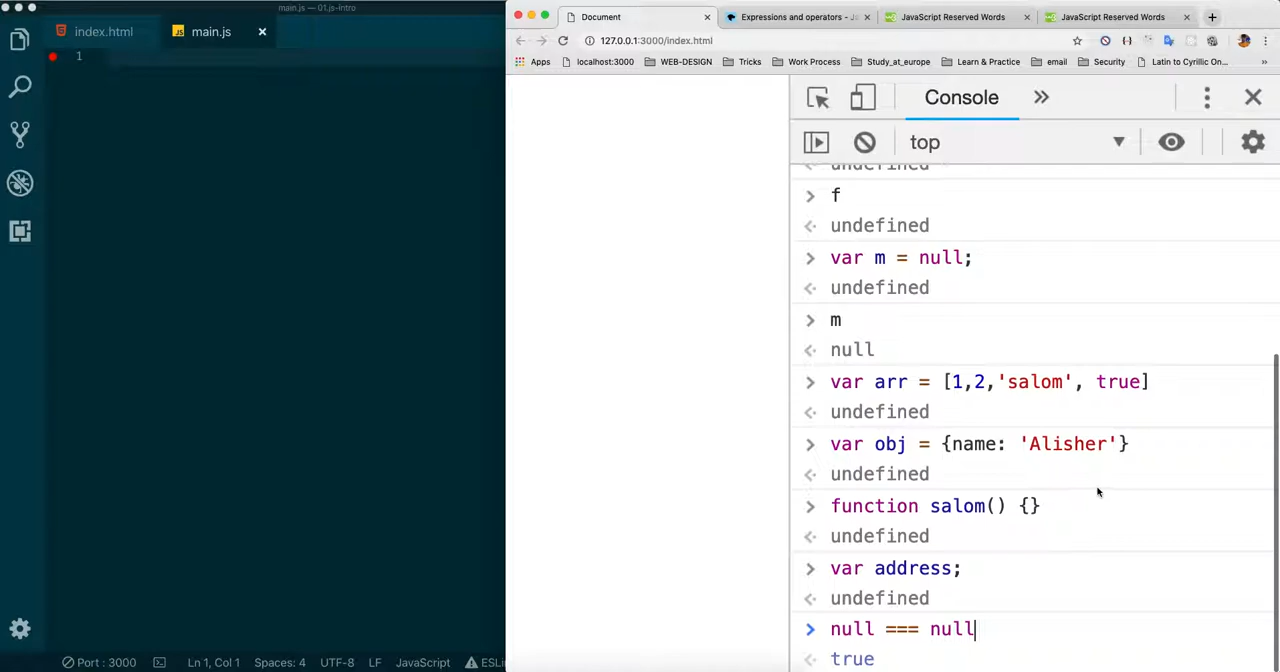 main.js — 01.js-intro
index.html
main.js
1
Port : 3000
Ln 1, Col 1
Spaces: 4
UTF-8
LF
JavaScript
ESLi
Document
Expressions and operators - Ja
JavaScript Reserved Words
JavaScript Reserved Words
127.0.0.1:3000/index.html
Apps
localhost:3000
WEB-DESIGN
Tricks
Work Process
Study_at_europe
Learn & Practice
email
Security
Latin to Cyrillic On...
Console
top
undefined
f
undefined
var m = null;
undefined
m
null
var arr = [1,2,'salom', true]
undefined
var obj = {name: 'Alisher'}
undefined
function salom() {}
undefined
var address;
undefined
null === null
true